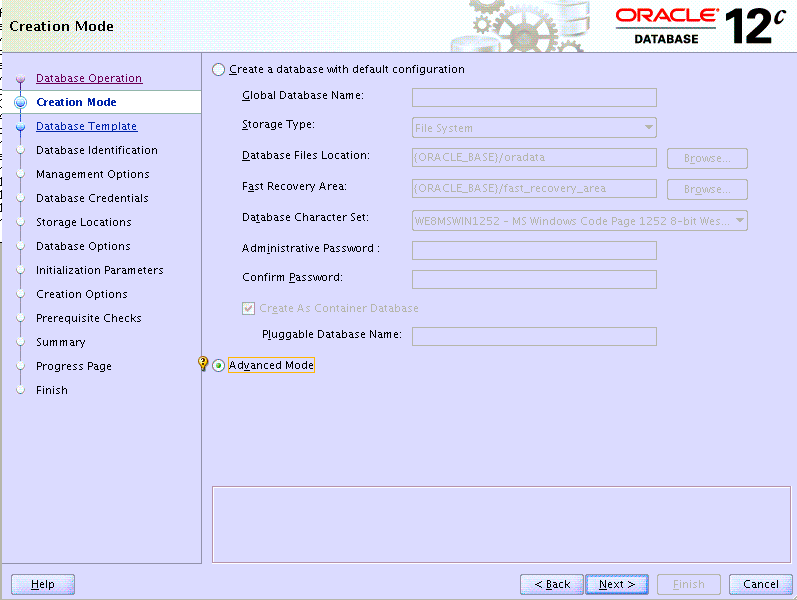 Creation Mode
ORACLE®
DATABASE
12c
Database Operation
Creation Mode
Database Template
Database Identification
Management Options
Database Credentials
Storage Locations
Database Options
Initialization Parameters
Creation Options
Prerequisite Checks
Summary
Progress Page
Finish
Create a database with default configuration
Global Database Name:
Storage Type: File System
Database Files Location: {ORACLE_BASE}/oradata Browse...
Fast Recovery Area: {ORACLE_BASE}/fast_recovery_area Browse...
Database Character Set: WE8MSWIN1252 - MS Windows Code Page 1252 8-bit Wes...
Administrative Password :
Confirm Password:
Create As Container Database
Pluggable Database Name:
Advanced Mode
Help < Back Next > Finish Cancel